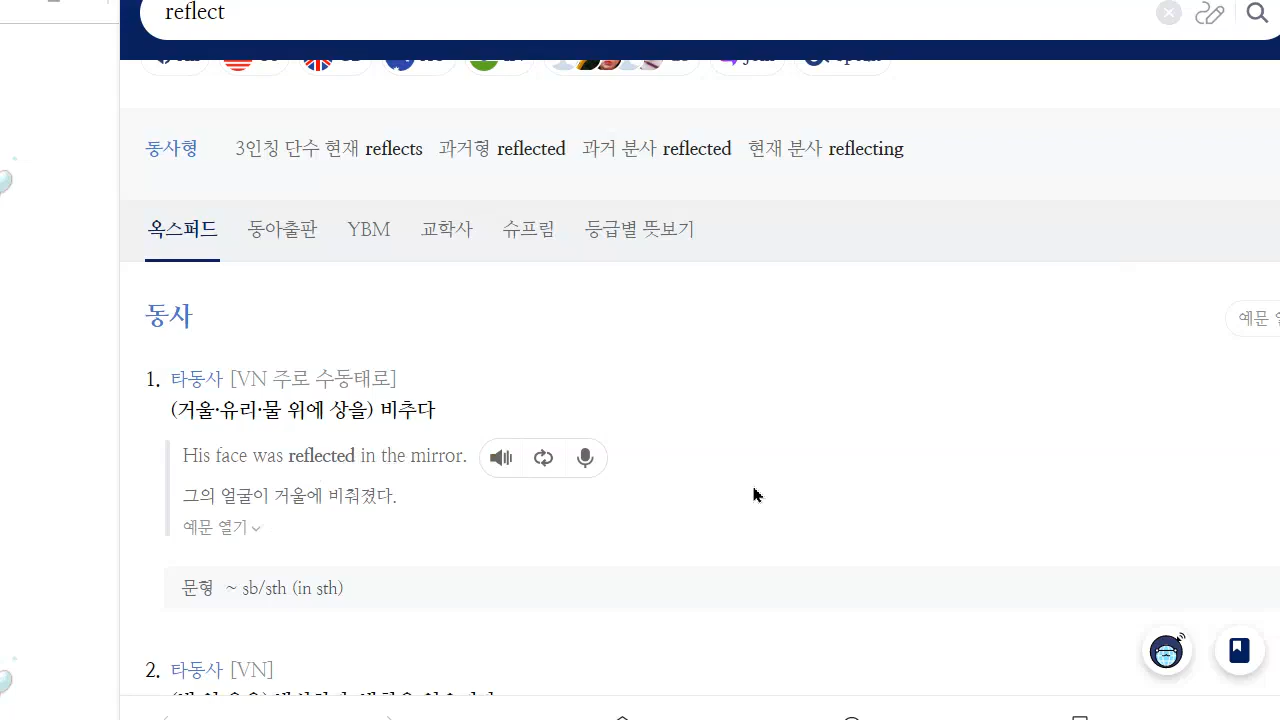 reflect
동사형 3인칭 단수 현재 reflects 과거형 reflected 과거 분사 reflected 현재 분사 reflecting
옥스퍼드 동아출판 YBM 교학사 슈프림 등급별 뜻보기
동사
예문
1. 타동사 [VN 주로 수동태로]
(거울·유리·물 위에 상을) 비추다
His face was reflected in the mirror.
그의 얼굴이 거울에 비춰졌다.
예문 열기
문형 ~ sb/sth (in sth)
2. 타동사 [VN]